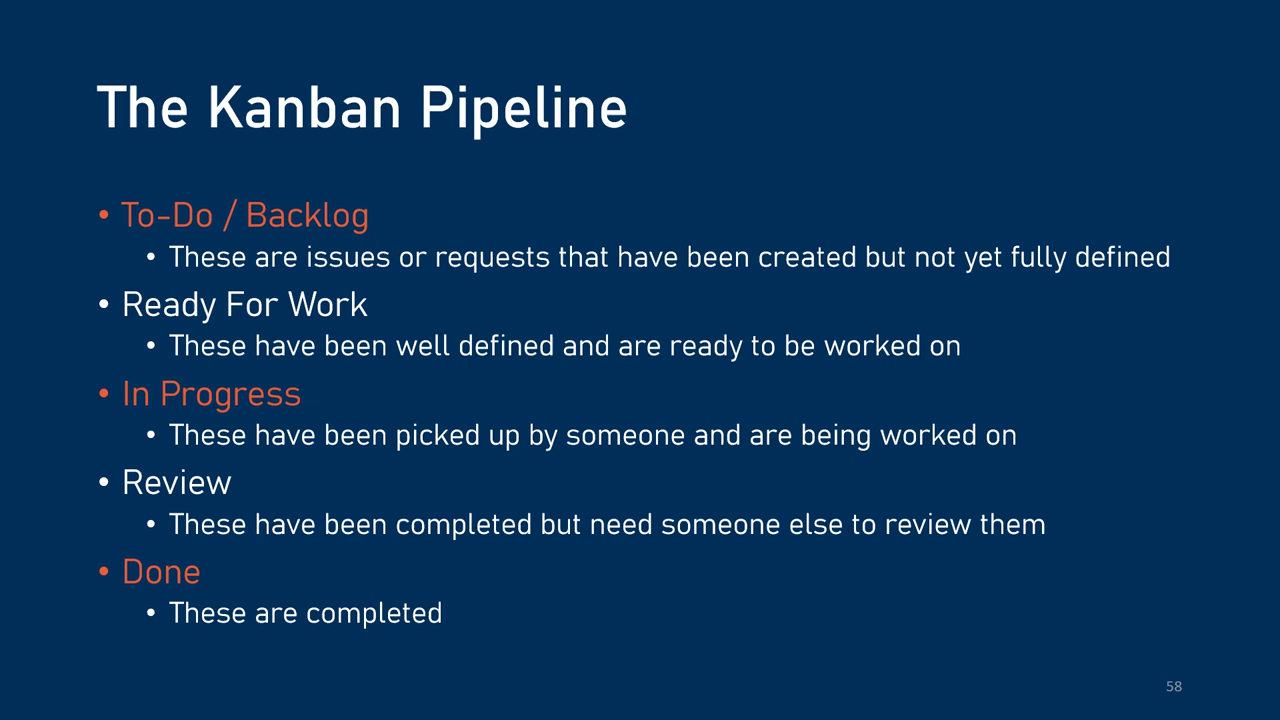 The Kanban Pipeline
• To-Do / Backlog
• These are issues or requests that have been created but not yet fully defined
• Ready For Work
• These have been well defined and are ready to be worked on
• In Progress
• These have been picked up by someone and are being worked on
• Review
• These have been completed but need someone else to review them
• Done
• These are completed
58